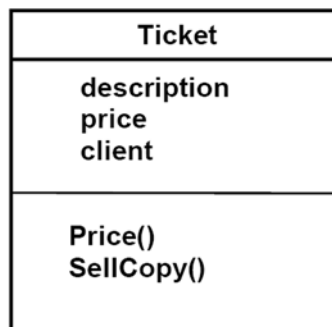 Ticket
description
price
client
Price()
SellCopy()